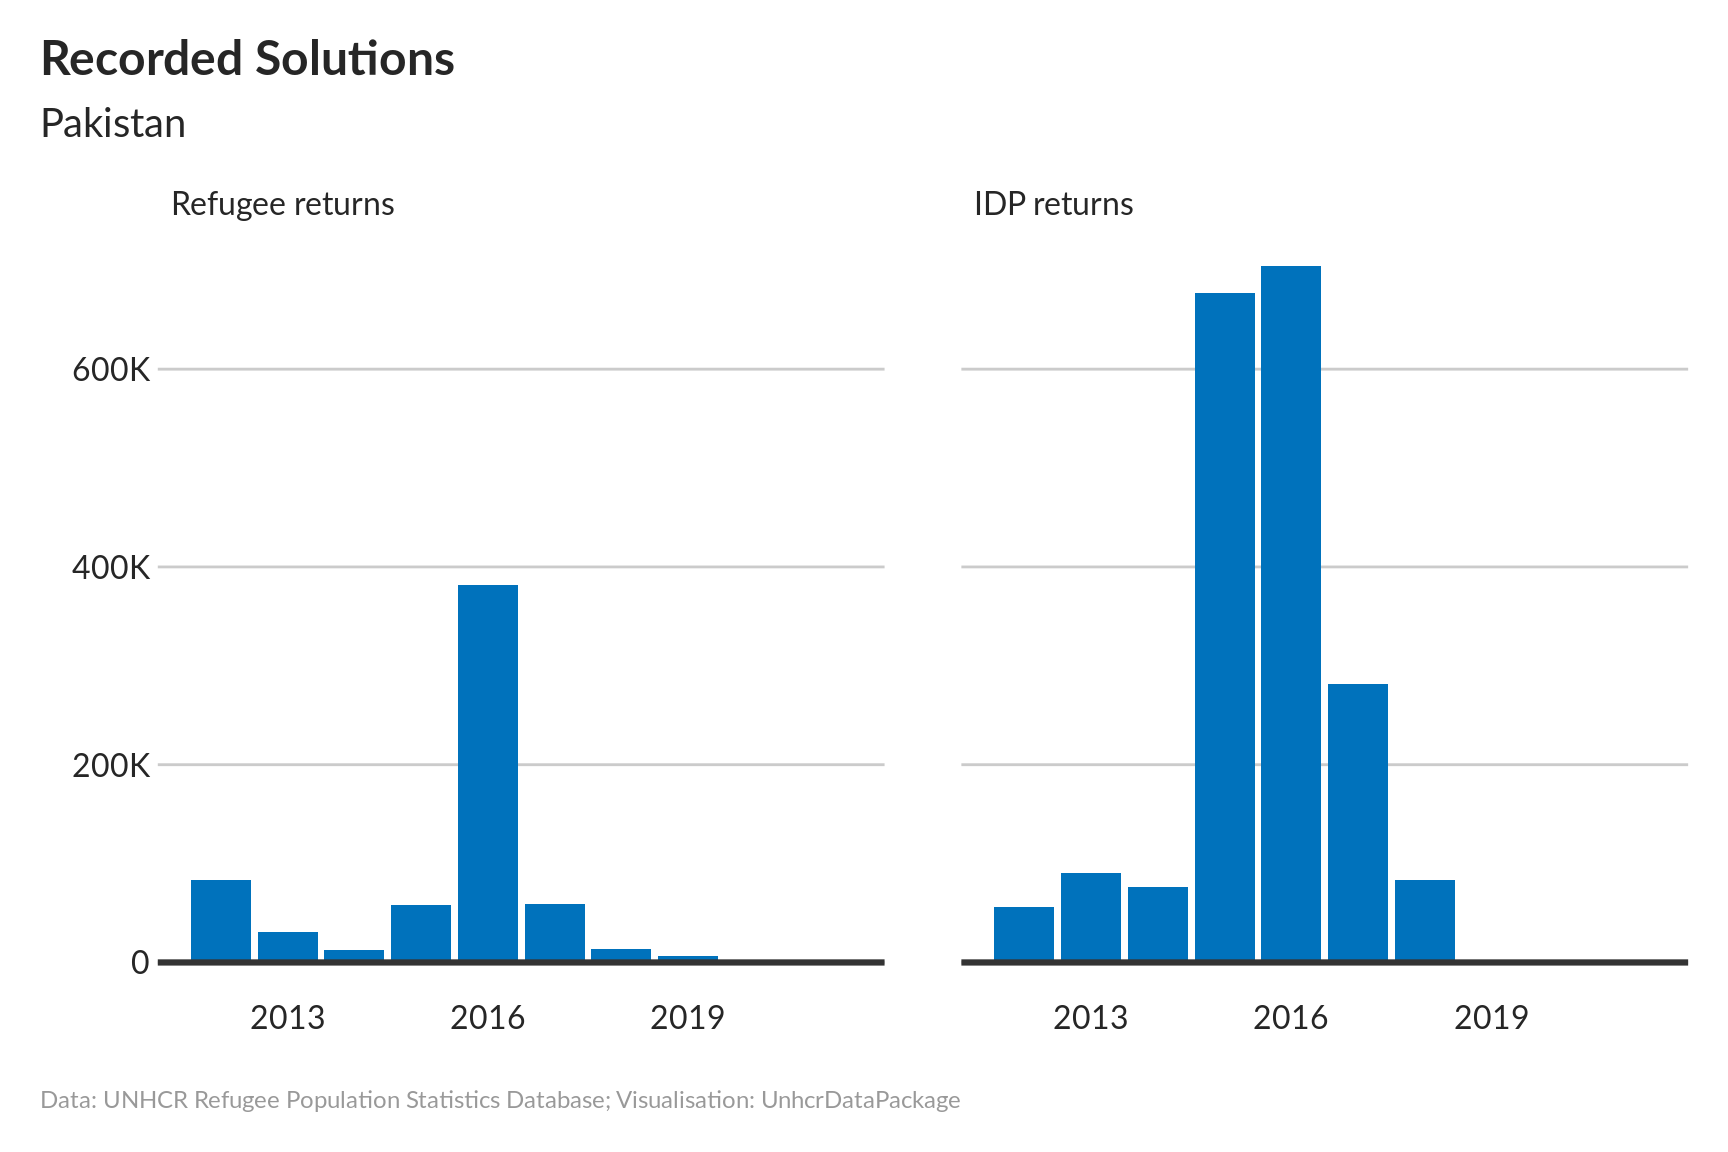 Recorded Solutions
Pakistan
Refugee returns
IDP returns
600K
400K
200K
0
2013 2016 2019
2013 2016 2019
Data: UNHCR Refugee Population Statistics Database; Visualisation: UnhcrDataPackage